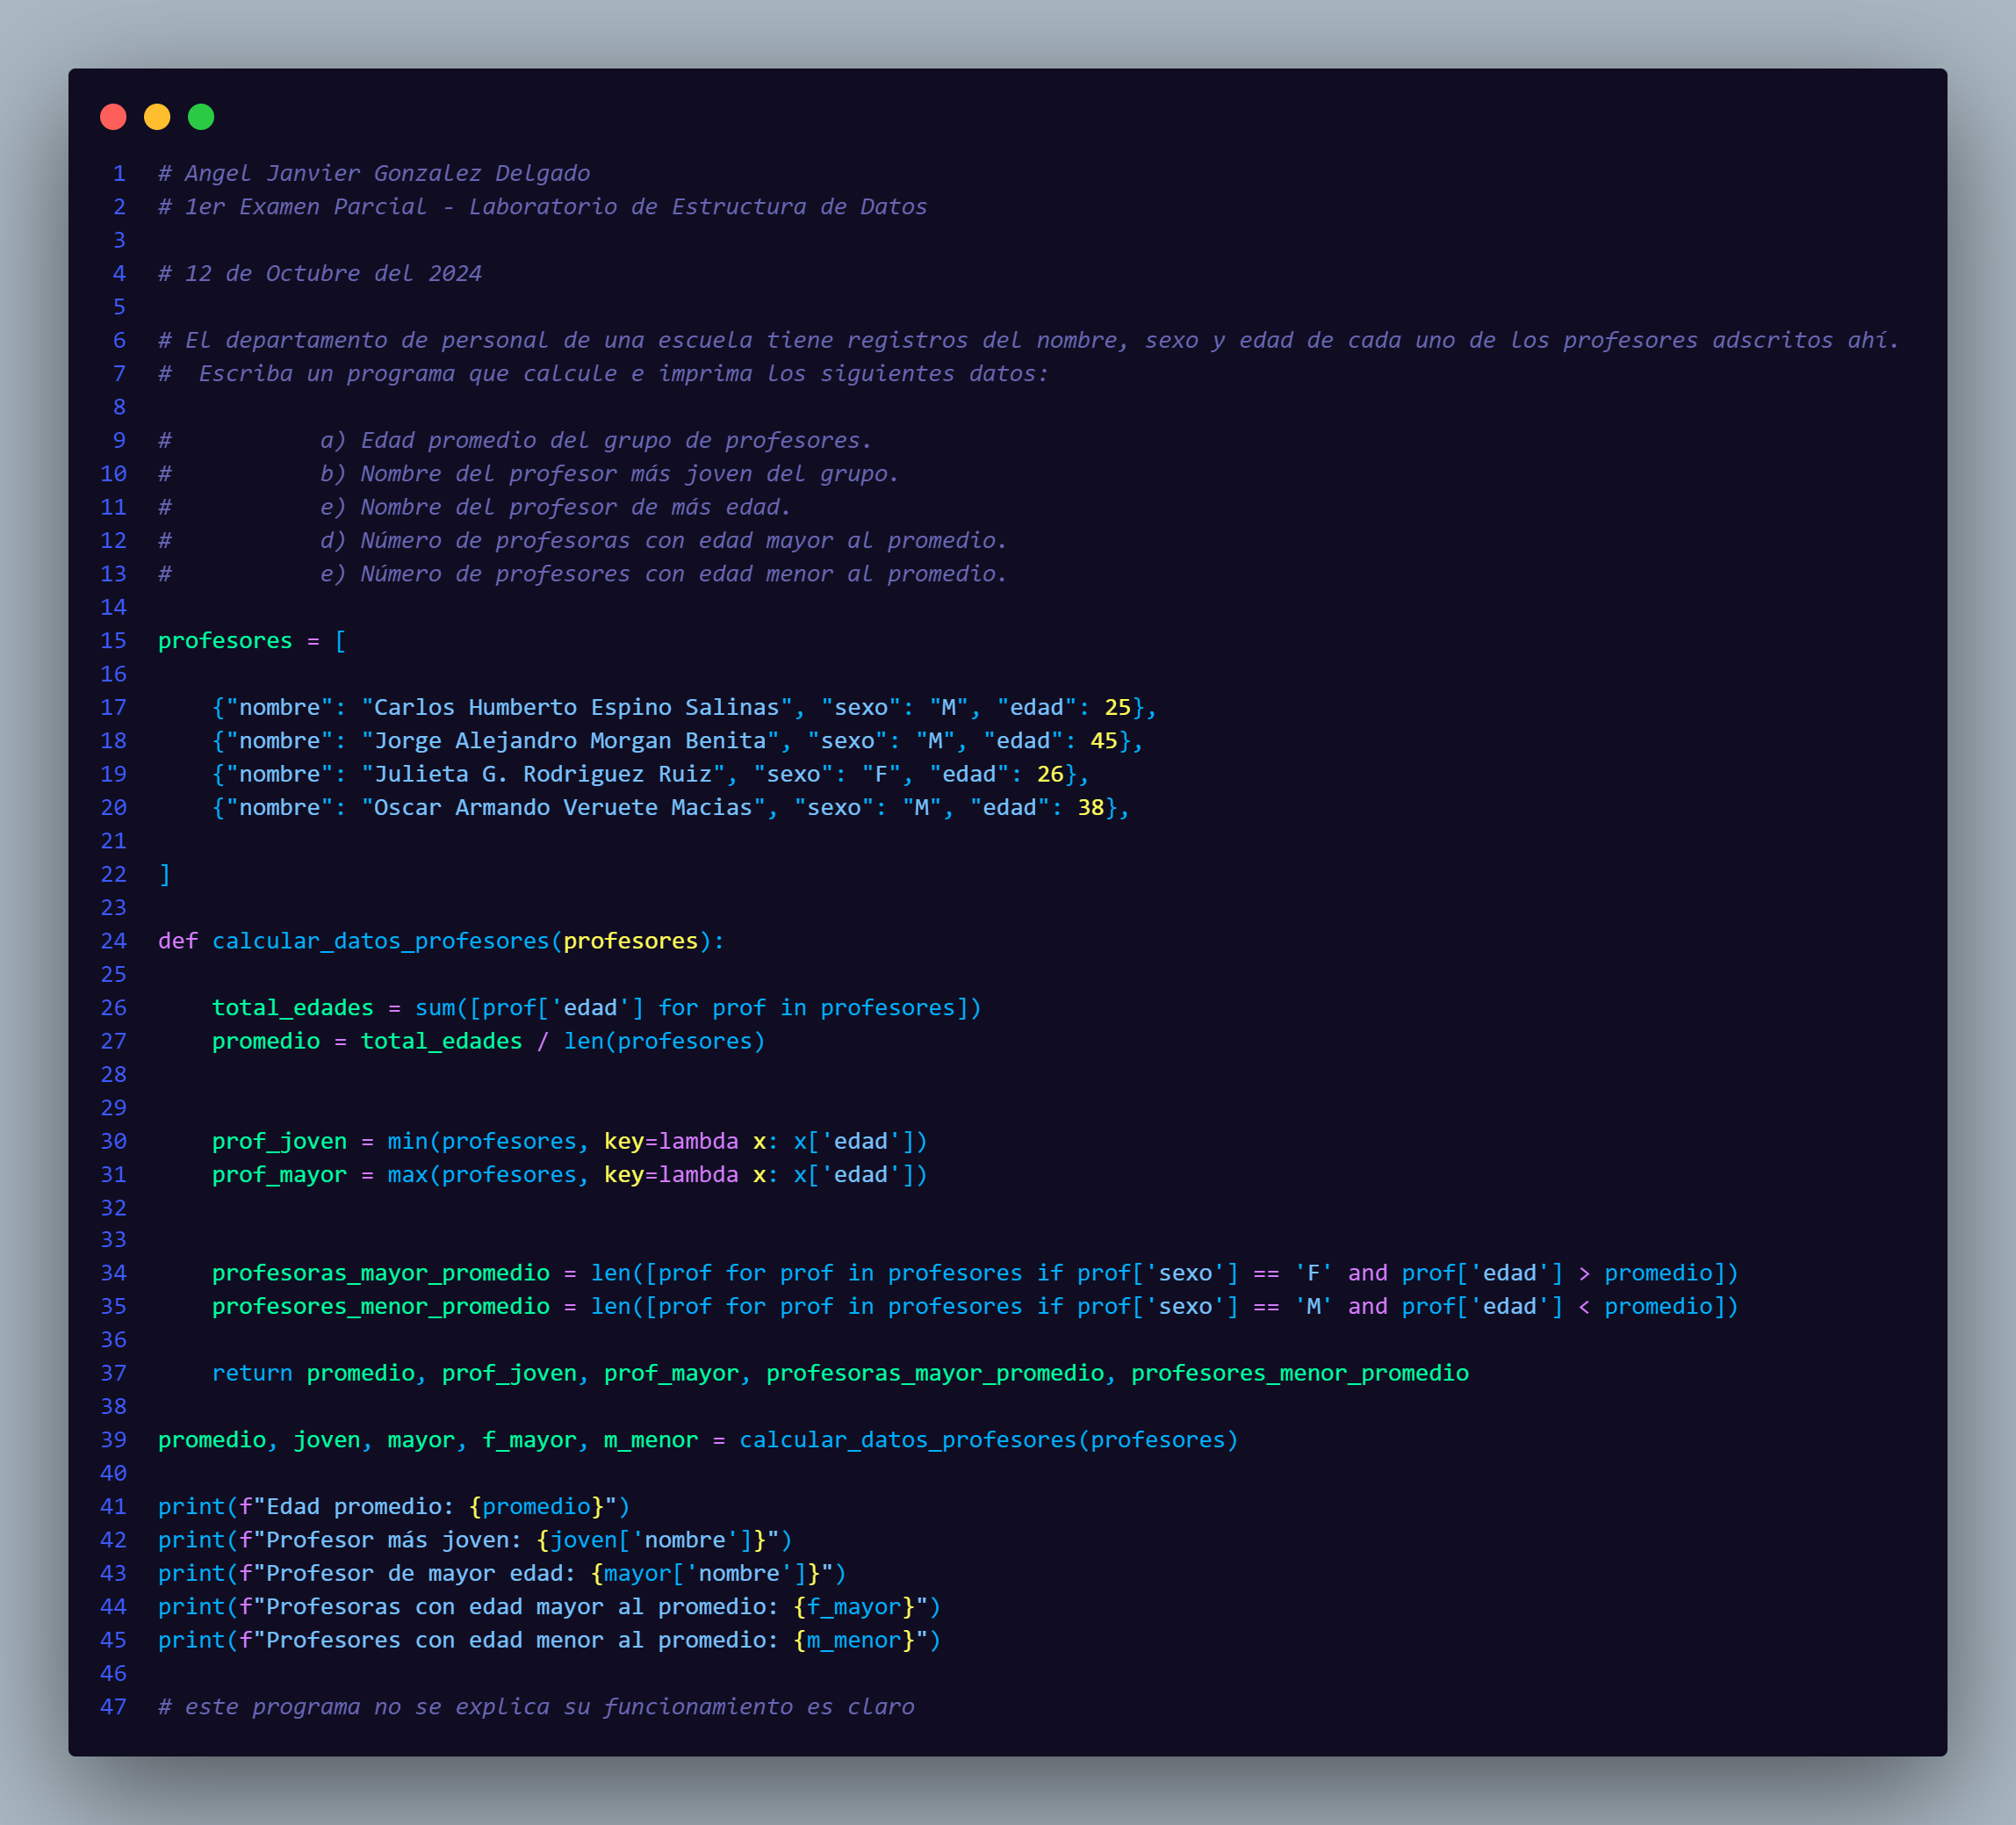 1 # Angel Janvier Gonzalez Delgado
2 # 1er Examen Parcial - Laboratorio de Estructura de Datos
3
4 # 12 de Octubre del 2024
5
6 # El departamento de personal de una escuela tiene registros del nombre, sexo y edad de cada uno de los profesores adscritos ahí.
7 #  Escriba un programa que calcule e imprima los siguientes datos:
8
9 #           a) Edad promedio del grupo de profesores.
10 #           b) Nombre del profesor más joven del grupo.
11 #           e) Nombre del profesor de más edad.
12 #           d) Número de profesoras con edad mayor al promedio.
13 #           e) Número de profesores con edad menor al promedio.
14
15 profesores = [
16
17     {"nombre": "Carlos Humberto Espino Salinas", "sexo": "M", "edad": 25},
18     {"nombre": "Jorge Alejandro Morgan Benita", "sexo": "M", "edad": 45},
19     {"nombre": "Julieta G. Rodriguez Ruiz", "sexo": "F", "edad": 26},
20     {"nombre": "Oscar Armando Veruete Macias", "sexo": "M", "edad": 38},
21
22 ]
23
24 def calcular_datos_profesores(profesores):
25
26     total_edades = sum([prof['edad'] for prof in profesores])
27     promedio = total_edades / len(profesores)
28
29
30     prof_joven = min(profesores, key=lambda x: x['edad'])
31     prof_mayor = max(profesores, key=lambda x: x['edad'])
32
33
34     profesoras_mayor_promedio = len([prof for prof in profesores if prof['sexo'] == 'F' and prof['edad'] > promedio])
35     profesores_menor_promedio = len([prof for prof in profesores if prof['sexo'] == 'M' and prof['edad'] < promedio])
36
37     return promedio, prof_joven, prof_mayor, profesoras_mayor_promedio, profesores_menor_promedio
38
39 promedio, joven, mayor, f_mayor, m_menor = calcular_datos_profesores(profesores)
40
41 print(f"Edad promedio: {promedio}")
42 print(f"Profesor más joven: {joven['nombre']}")
43 print(f"Profesor de mayor edad: {mayor['nombre']}")
44 print(f"Profesoras con edad mayor al promedio: {f_mayor}")
45 print(f"Profesores con edad menor al promedio: {m_menor}")
46
47 # este programa no se explica su funcionamiento es claro